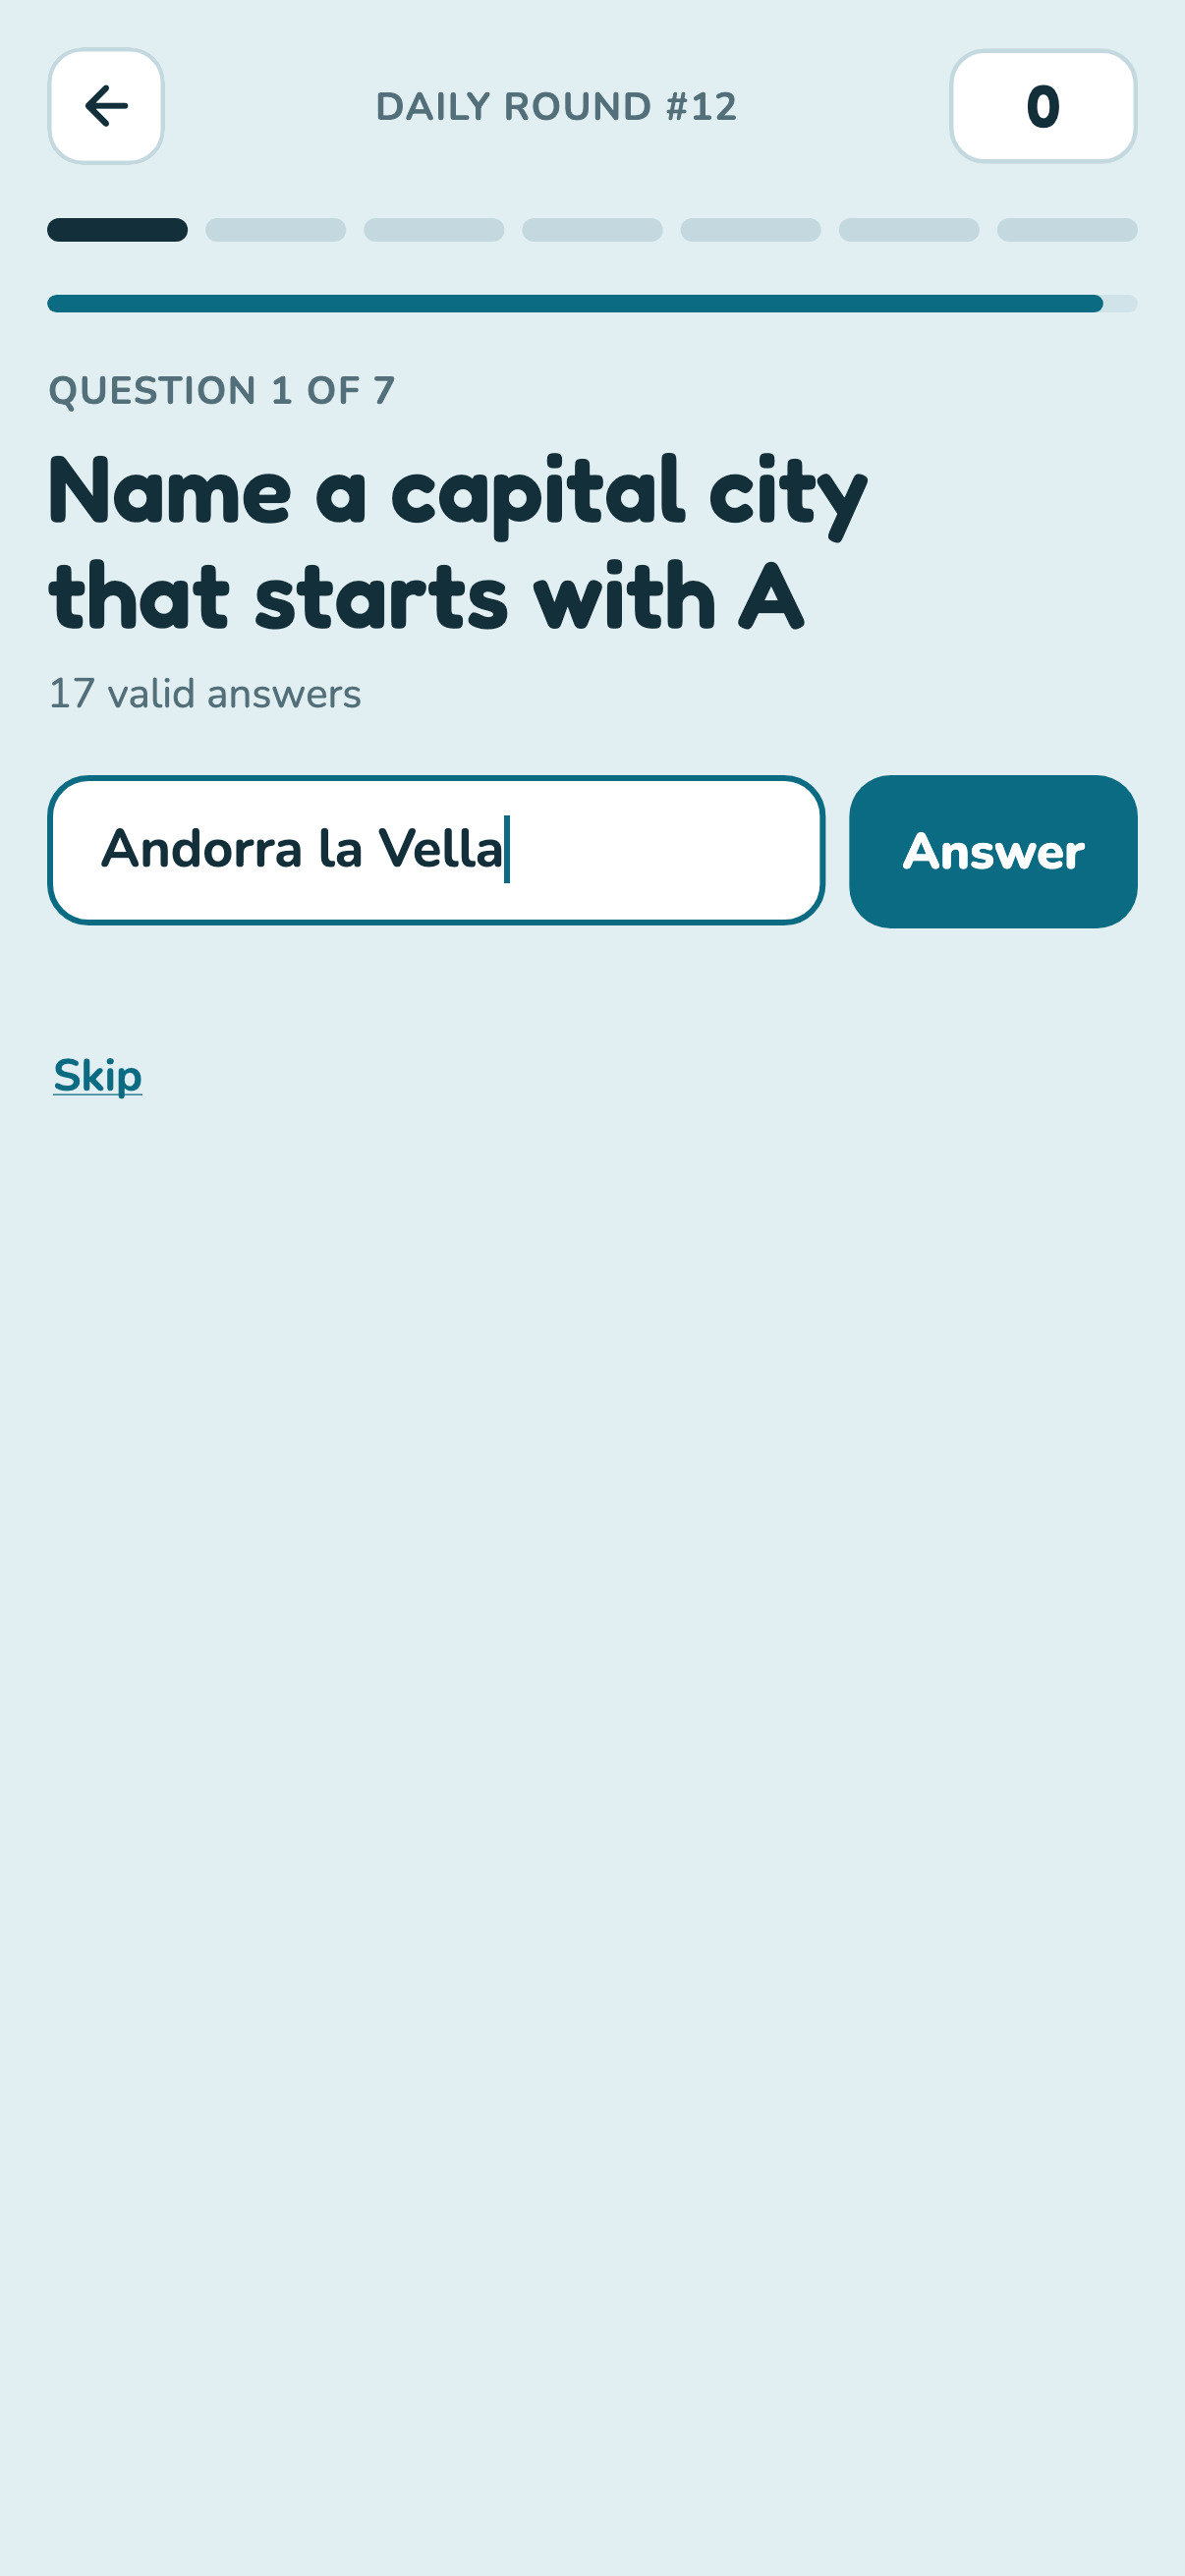 DAILY ROUND #12
0
QUESTION 1 OF 7
Name a capital city
that starts with A
17 valid answers
Andorra la Vella
Answer
Skip